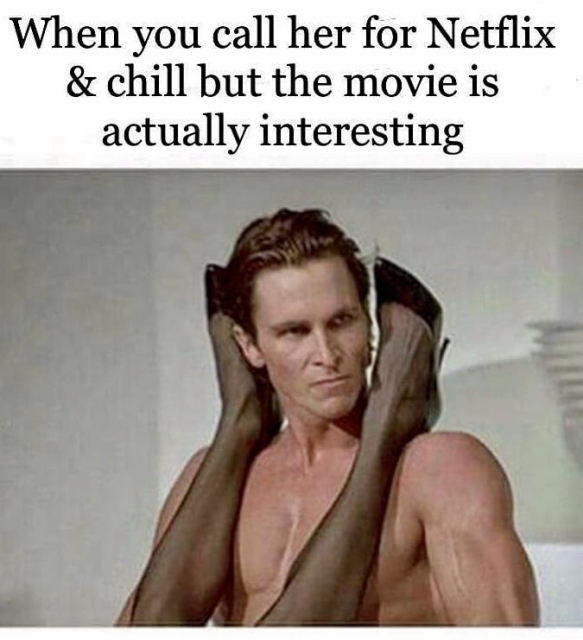 When you call her for Netflix
& chill but the movie is
actually interesting